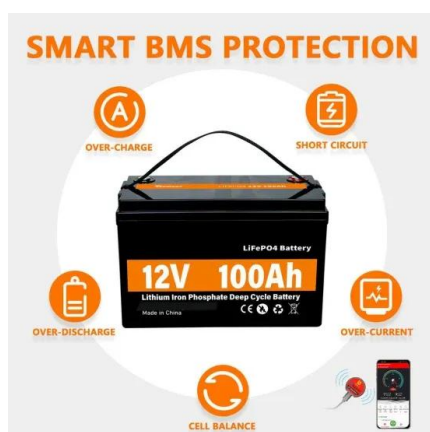 SMART BMS PROTECTION
A
OVER-CHARGE
SHORT CIRCUIT
LiFePO4 Battery
12V 100Ah
Lithium Iron Phosphate Deep Cycle Battery
Made in China
CE
OVER-DISCHARGE
OVER-CURRENT
CELL BALANCE